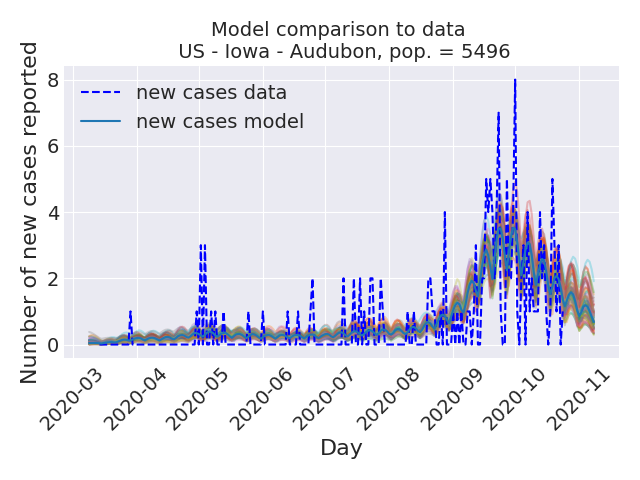 Model comparison to data
US - Iowa - Audubon, pop. = 5496
Number of new cases reported
8
6
4
2
0
new cases data
new cases model
2020-03
2020-04
2020-05
2020-06
2020-07
2020-08
2020-09
2020-10
2020-11
Day